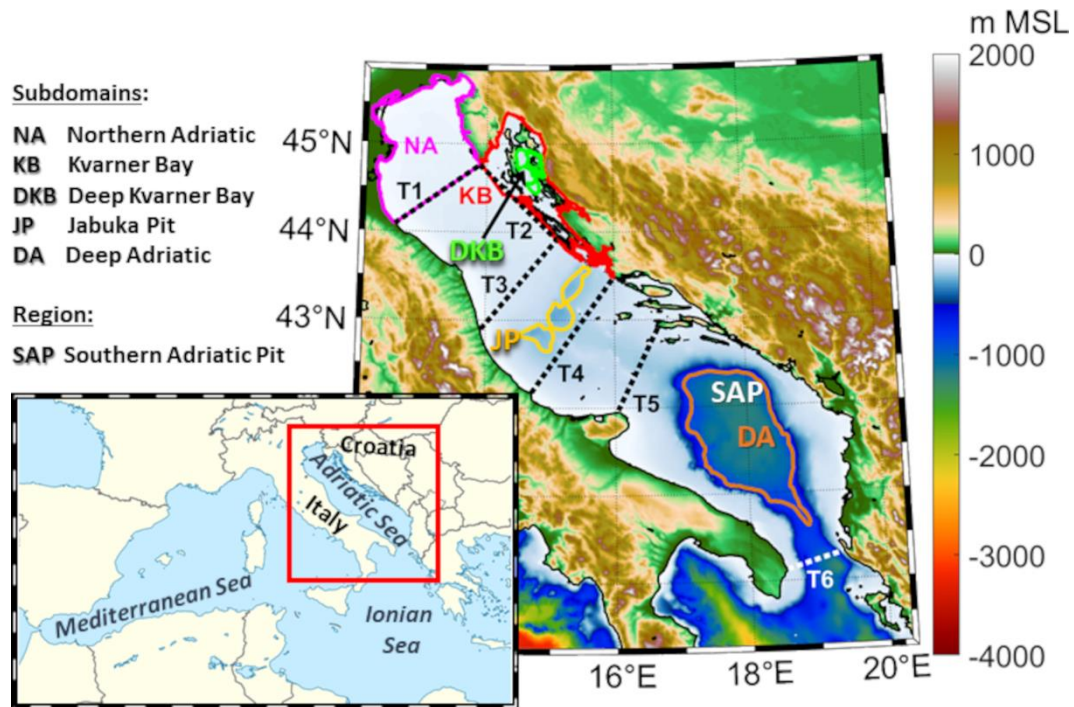 m MSL
2000
1000
0
0
-1000
-2000
-3000
-4000
Subdomains:
NA Northern Adriatic
KB Kvarner Bay
DKB Deep Kvarner Bay
JP Jabuka Pit
DA Deep Adriatic
Region:
SAP Southern Adriatic Pit
45°N
44°N
43°N
NA
T1
KB
T2
DKB
T3
JP
T4
T5
SAP
DA
T6
16°E
18°E
20°E
Croatia
Adriatic Sea
Italy
Mediterranean Sea
Ionian
Sea